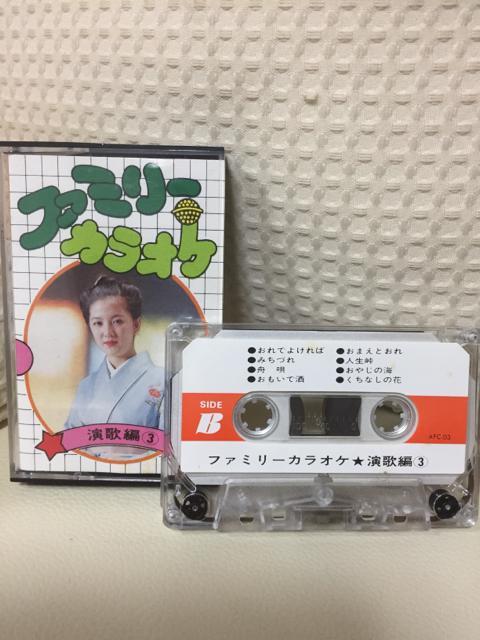 ファミリー
カラオケ
演歌編③
●おれでよければ
●みちづれ
●舟 唄
●おもいで酒
●おまえとおれ
●人生峠
●おやじの海
●くちなしの花
SIDE
B
AFC-03
ファミリーカラオケ★演歌編③